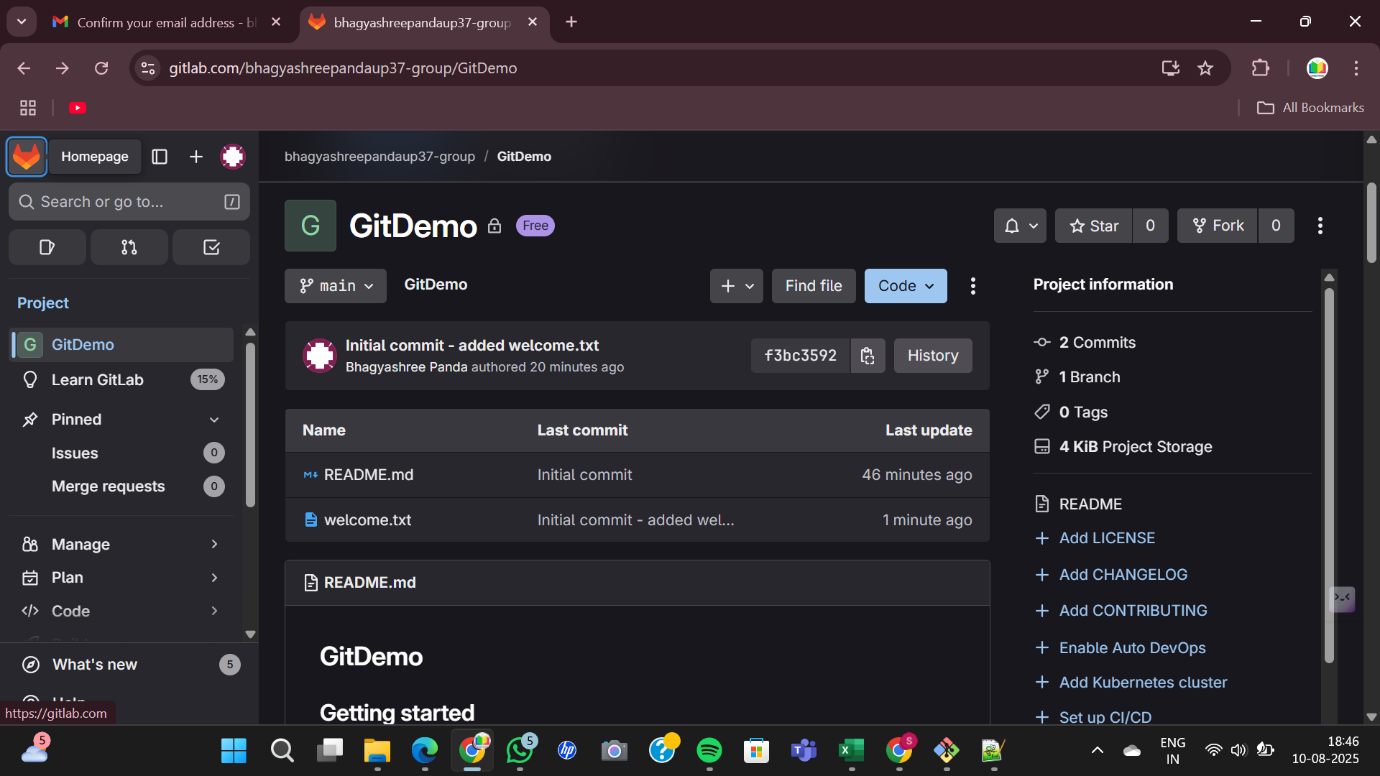 Confirm your email address - b
bhagyashreepandaup37-group
gitlab.com/bhagyashreepandaup37-group/GitDemo
All Bookmarks
Homepage
bhagyashreepandaup37-group / GitDemo
Search or go to...
/
Project
G GitDemo
Learn GitLab 15%
Pinned
Issues 0
Merge requests 0
Manage
Plan
Code
What's new 5
Help
https://gitlab.com
G GitDemo Free
Star 0 Fork 0
main GitDemo Find file Code
Initial commit - added welcome.txt
Bhagyashree Panda authored 20 minutes ago
f3bc3592 History
Name Last commit Last update
README.md Initial commit 46 minutes ago
welcome.txt Initial commit - added wel... 1 minute ago
README.md
GitDemo
Getting started
Project information
2 Commits
1 Branch
0 Tags
4 KiB Project Storage
README
+ Add LICENSE
+ Add CHANGELOG
+ Add CONTRIBUTING
+ Enable Auto DevOps
+ Add Kubernetes cluster
+ Set up CI/CD
5
5
hp
S
ENG
IN
18:46
10-08-2025